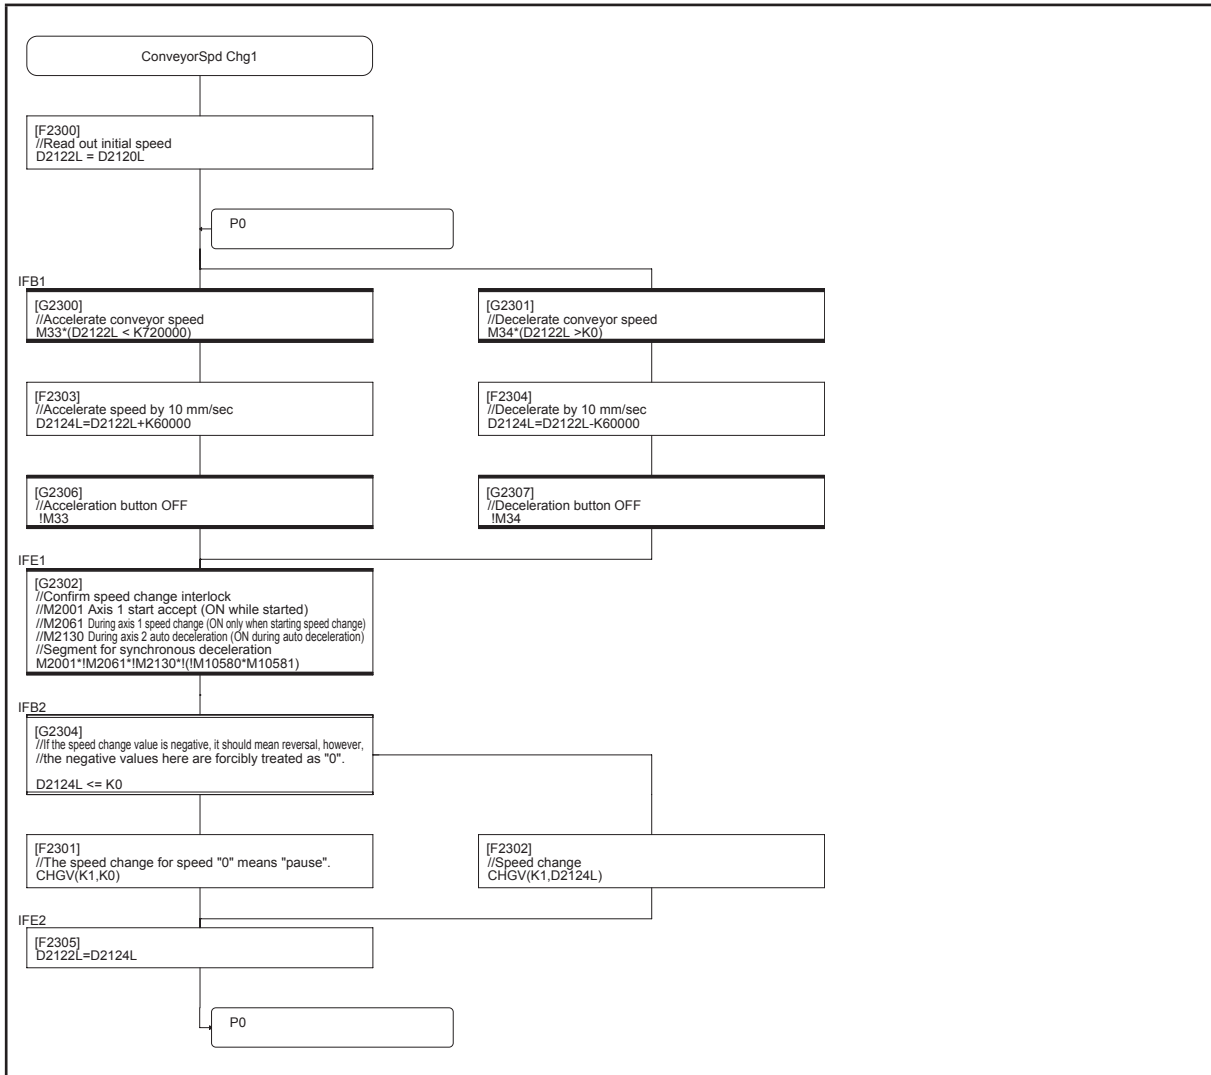 ConveyorSpd Chg1
[F2300]
//Read out initial speed
D2122L = D2120L
P0
IFB1
[G2300]
//Accelerate conveyor speed
M33*(D2122L < K720000)
[G2301]
//Decelerate conveyor speed
M34*(D2122L >K0)
[F2303]
//Accelerate speed by 10 mm/sec
D2124L=D2122L+K60000
[F2304]
//Decelerate by 10 mm/sec
D2124L=D2122L-K60000
[G2306]
//Acceleration button OFF
!M33
[G2307]
//Deceleration button OFF
!M34
IFE1
[G2302]
//Confirm speed change interlock
//M2001 Axis 1 start accept (ON while started)
//M2061 During axis 1 speed change (ON only when starting speed change)
//M2130 During axis 2 auto deceleration (ON during auto deceleration)
//Segment for synchronous deceleration
M2001*!M2061*!M2130*!(!M10580*M10581)
IFB2
[G2304]
//If the speed change value is negative, it should mean reversal, however,
//the negative values here are forcibly treated as "0".
D2124L <= K0
[F2301]
//The speed change for speed "0" means "pause".
CHGV(K1,K0)
[F2302]
//Speed change
CHGV(K1,D2124L)
IFE2
[F2305]
D2122L=D2124L
P0